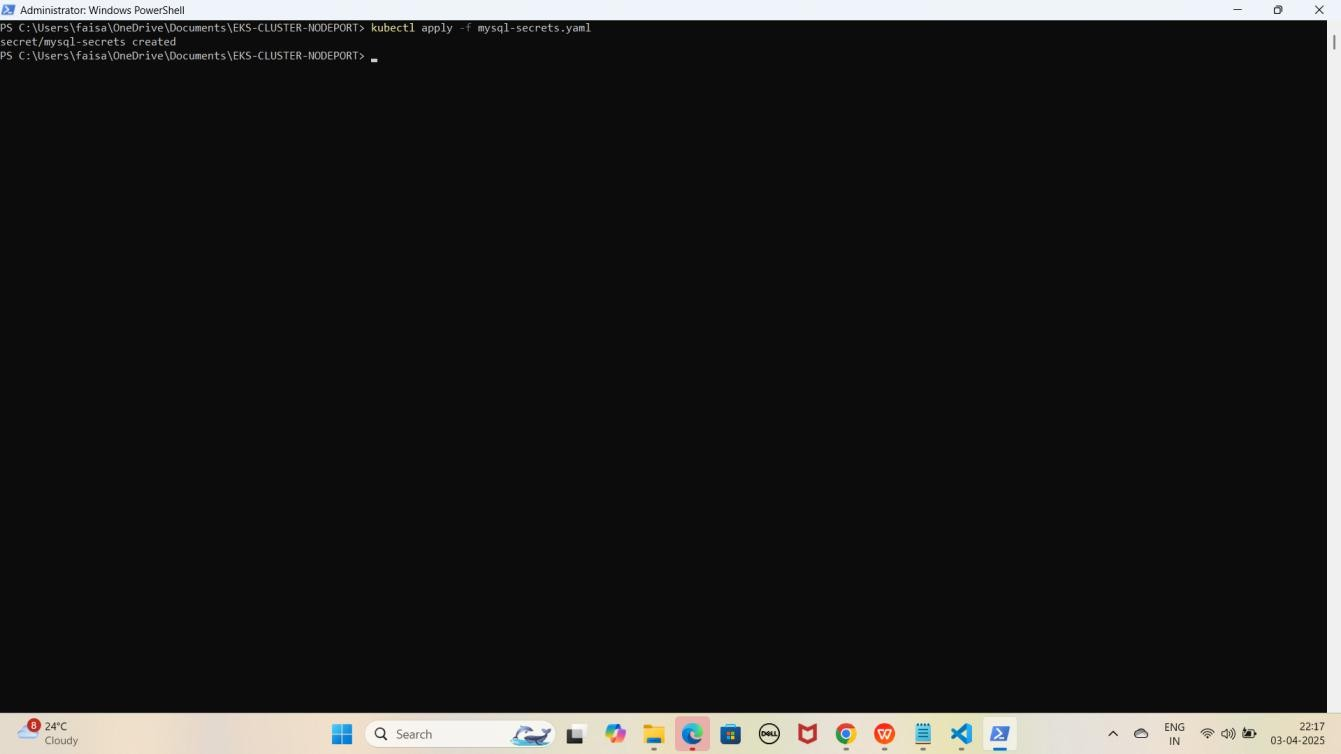 Administrator: Windows PowerShell
PS C:\Users\faisa\OneDrive\Documents\EKS-CLUSTER-NODEPORT> kubectl apply -f mysql-secrets.yaml
secret/mysql-secrets created
PS C:\Users\faisa\OneDrive\Documents\EKS-CLUSTER-NODEPORT>
8
24°C
Cloudy
Search
DELL
W
ENG
IN
22:17
03-04-2025